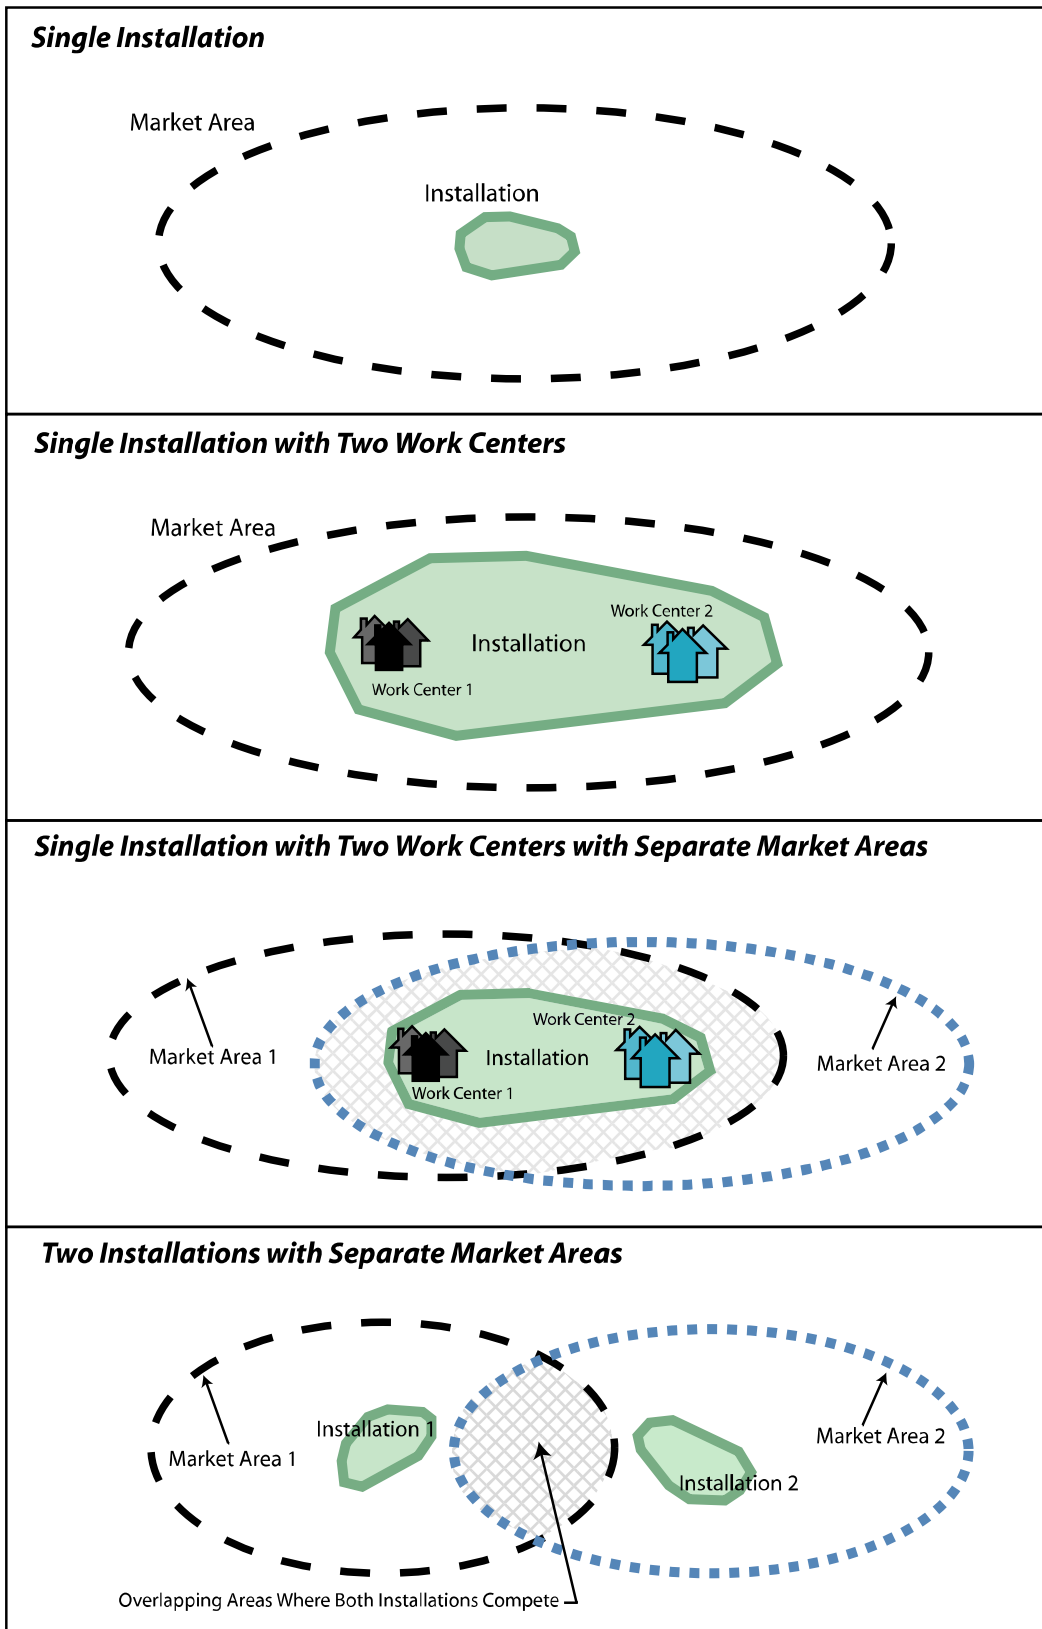 Single Installation
Market Area
Installation
Single Installation with Two Work Centers
Market Area
Work Center 2
Installation
Work Center 1
Single Installation with Two Work Centers with Separate Market Areas
Work Center 2
Market Area 1
Installation
Market Area 2
Work Center 1
Two Installations with Separate Market Areas
Installation 1
Market Area 2
Market Area 1
Installation 2
Overlapping Areas Where Both Installations Compete